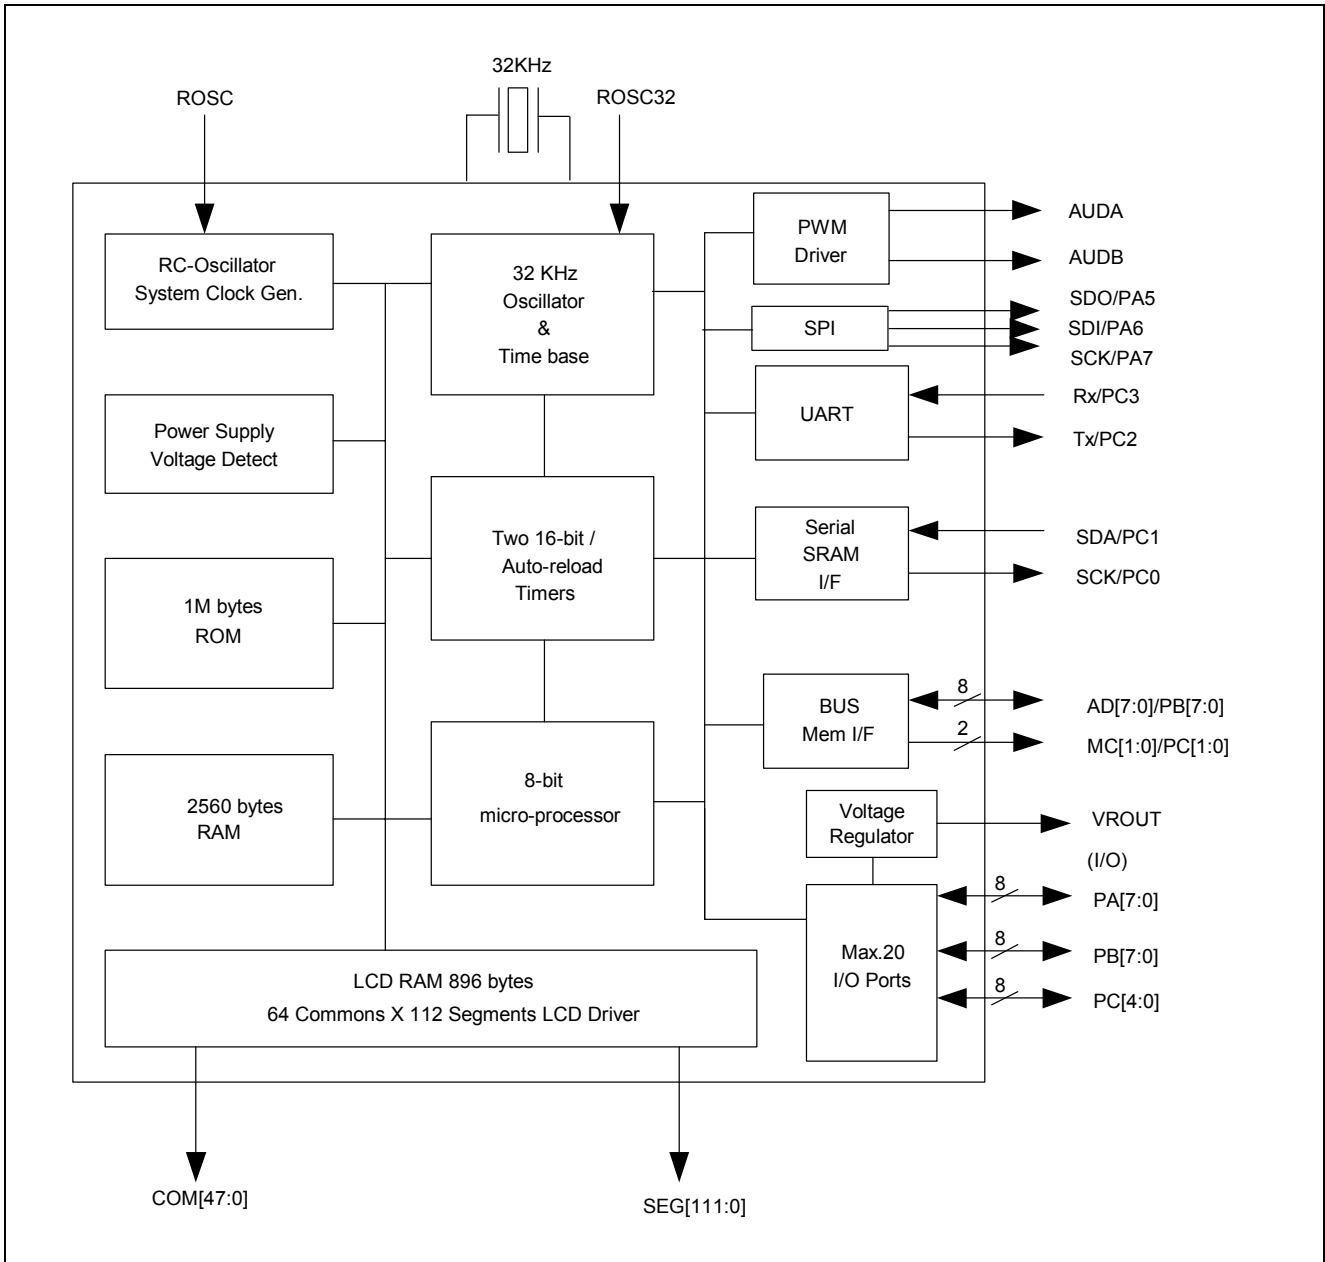 32KHz
ROSC
ROSC32
RC-Oscillator
System Clock Gen.
32 KHz
Oscillator
&
Time base
PWM
Driver
AUDA
AUDB
SPI
SDO/PA5
SDI/PA6
SCK/PA7
Power Supply
Voltage Detect
UART
Rx/PC3
Tx/PC2
Two 16-bit /
Auto-reload
Timers
Serial
SRAM
I/F
SDA/PC1
SCK/PC0
1M bytes
ROM
BUS
Mem I/F
8
AD[7:0]/PB[7:0]
2
MC[1:0]/PC[1:0]
2560 bytes
RAM
8-bit
micro-processor
Voltage
Regulator
VROUT
(I/O)
Max.20
I/O Ports
8
PA[7:0]
8
PB[7:0]
8
PC[4:0]
LCD RAM 896 bytes
64 Commons X 112 Segments LCD Driver
COM[47:0]
SEG[111:0]